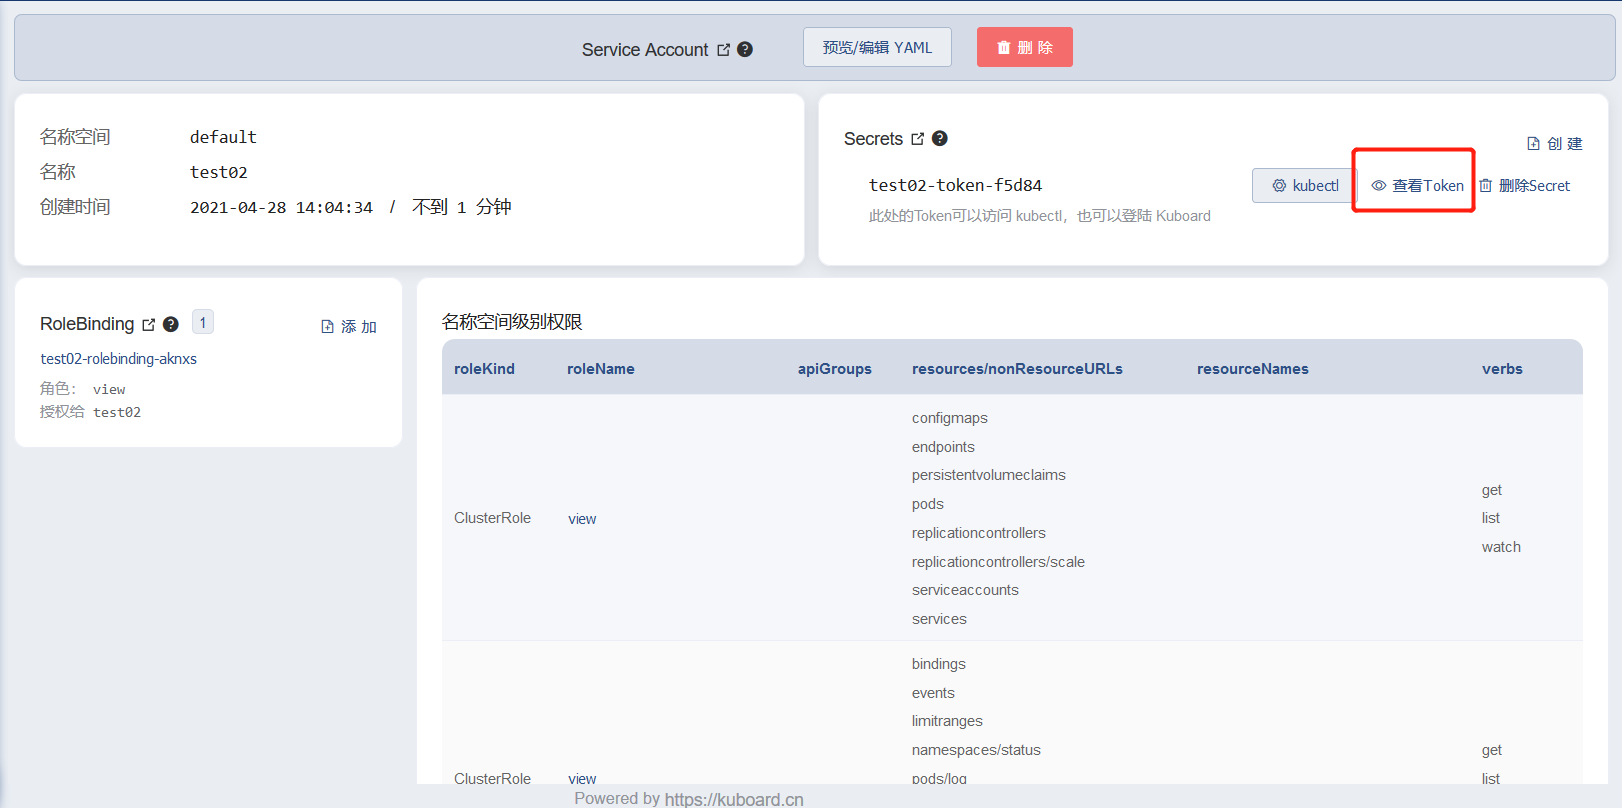 Service Account
预览/编辑 YAML
删 除
名称空间 default
名称 test02
创建时间 2021-04-28 14:04:34 / 不到 1 分钟
Secrets
创 建
test02-token-f5d84
kubectl
查看Token
删除Secret
此处的Token可以访问 kubectl，也可以登陆 Kuboard
RoleBinding 1
添 加
test02-rolebinding-aknxs
角色： view
授权给 test02
名称空间级别权限
roleKind roleName apiGroups resources/nonResourceURLs resourceNames verbs
configmaps
endpoints
persistentvolumeclaims
pods
replicationcontrollers
replicationcontrollers/scale
serviceaccounts
services
ClusterRole view
get
list
watch
bindings
events
limitranges
namespaces/status
pods/log
ClusterRole view
get
list
Powered by https://kuboard.cn